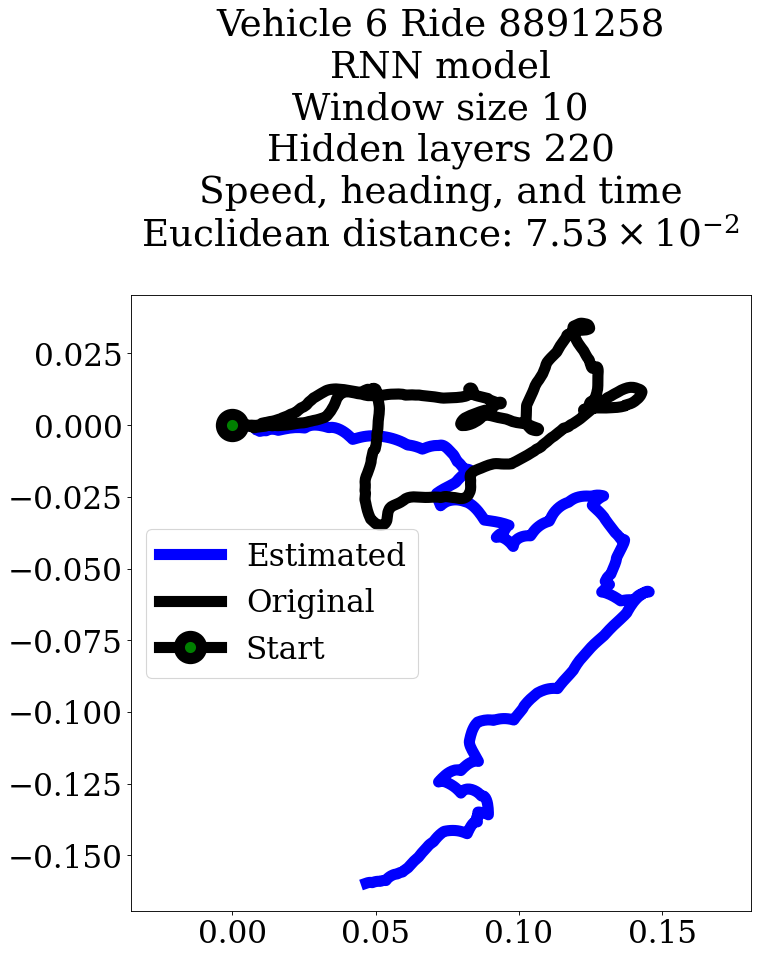 Vehicle 6 Ride 8891258
RNN model
Window size 10
Hidden layers 220
Speed, heading, and time
Euclidean distance: 7.53 × 10⁻²
0.025
0.000
−0.025
−0.050
−0.075
−0.100
−0.125
−0.150
Estimated
Original
Start
0.00 0.05 0.10 0.15